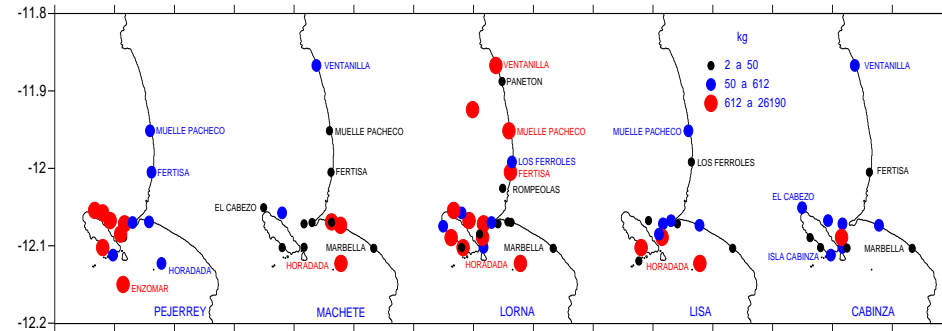 -11.8
-11.9
-12
-12.1
-12.2
VENTANILLA
MUELLE PACHECO
FERTISA
HORADADA
ENZOMAR
PEJERREY
VENTANILLA
MUELLE PACHECO
FERTISA
EL CABEZO
MARBELLA
HORADADA
MACHETE
VENTANILLA
PANETON
MUELLE PACHECO
LOS FERROLES
FERTISA
ROMPEOLAS
MARBELLA
HORADADA
LORNA
MUELLE PACHECO
LOS FERROLES
HORADADA
LISA
kg
2 a 50
50 a 612
612 a 26190
VENTANILLA
FERTISA
EL CABEZO
MARBELLA
ISLA CABINZA
CABINZA